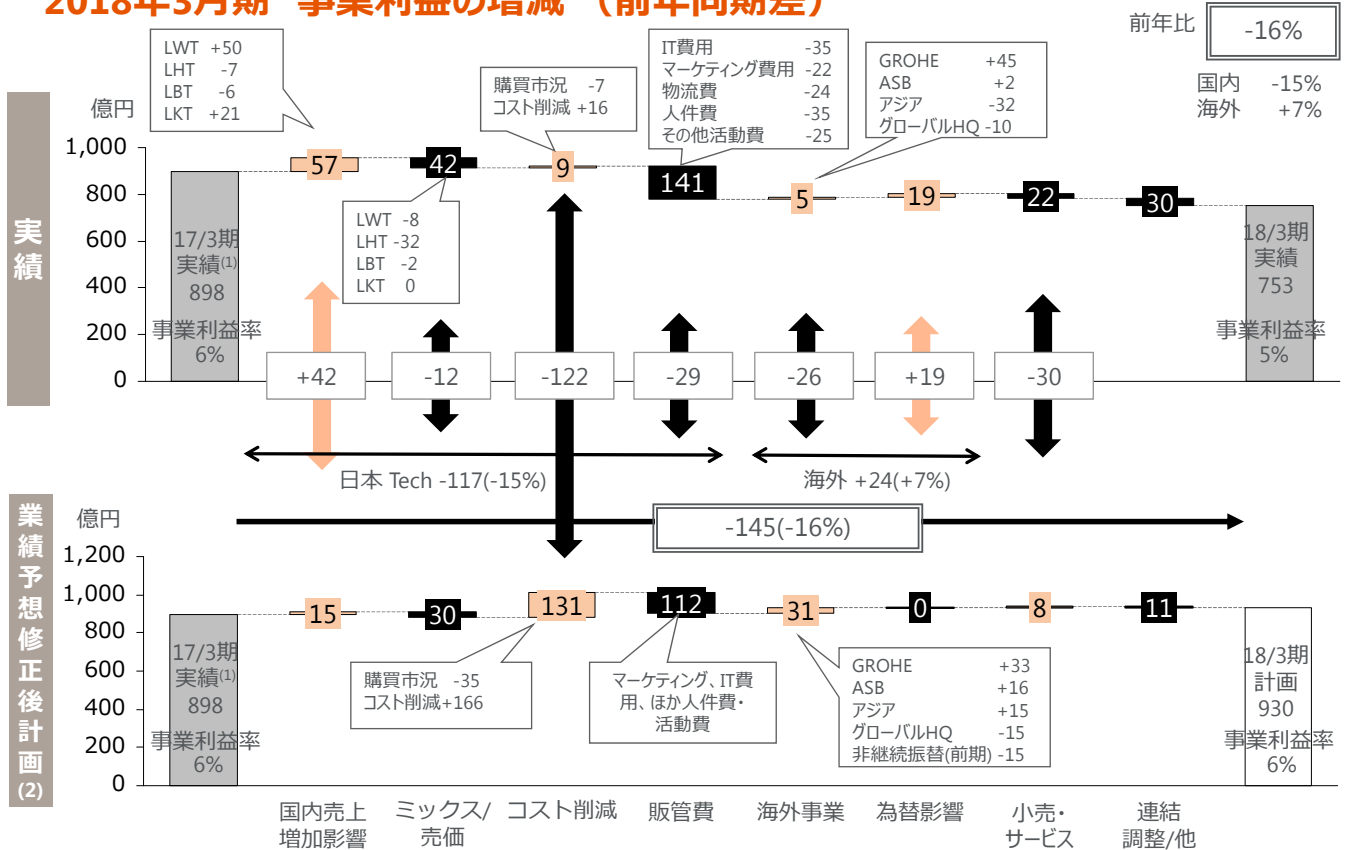 2018年3月期 事業利益の増減 （前年同期差）
前年比
-16%
国内 -15%
海外 +7%
実績
億円
1,000
800
600
400
200
0
LWT +50
LHT -7
LBT -6
LKT +21
購買市況 -7
コスト削減 +16
IT費用 -35
マーケティング費用 -22
物流費 -24
人件費 -35
その他活動費 -25
GROHE +45
ASB +2
アジア -32
グローバルHQ -10
57
42
9
141
5
19
22
30
LWT -8
LHT -32
LBT -2
LKT 0
17/3期
実績(1)
898
事業利益率
6%
18/3期
実績
753
事業利益率
5%
+42
-12
-122
-29
-26
+19
-30
日本 Tech -117(-15%)
海外 +24(+7%)
-145(-16%)
業績予想修正後計画(2)
億円
1,200
1,000
800
600
400
200
0
15
30
131
112
31
0
8
11
17/3期
実績(1)
898
事業利益率
6%
購買市況 -35
コスト削減+166
マーケティング、IT費
用、ほか人件費・
活動費
GROHE +33
ASB +16
アジア +15
グローバルHQ -15
非継続振替(前期) -15
18/3期
計画
930
事業利益率
6%
国内売上
増加影響
ミックス/
売価
コスト削減
販管費
海外事業
為替影響
小売・
サービス
連結
調整/他